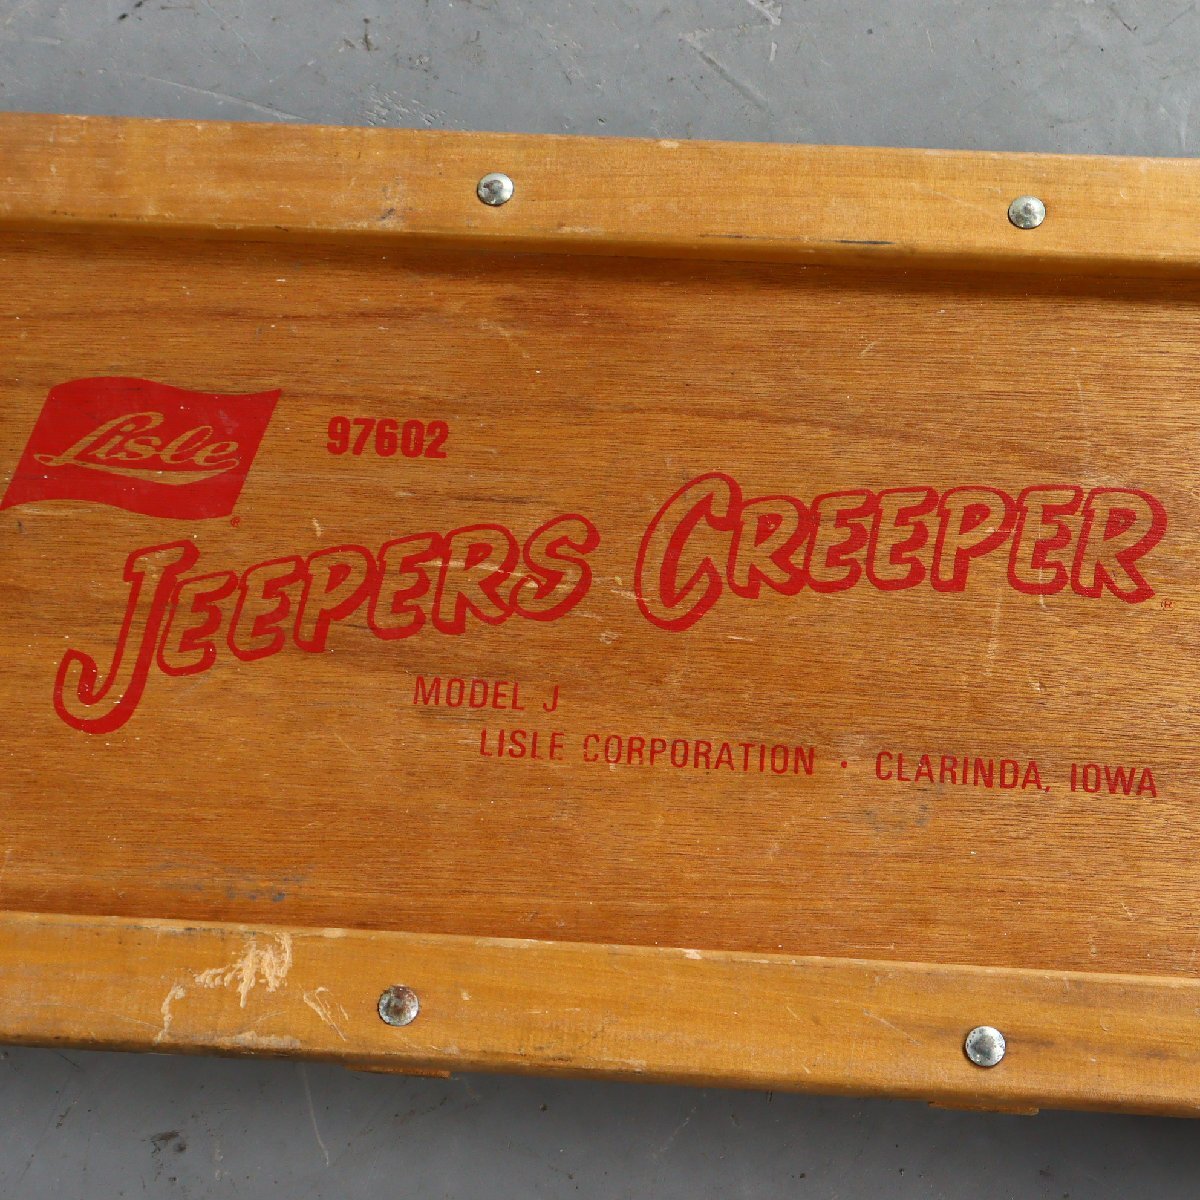 Lisle®
97602
JEEPERS CREEPER®
MODEL J
LISLE CORPORATION · CLARINDA, IOWA